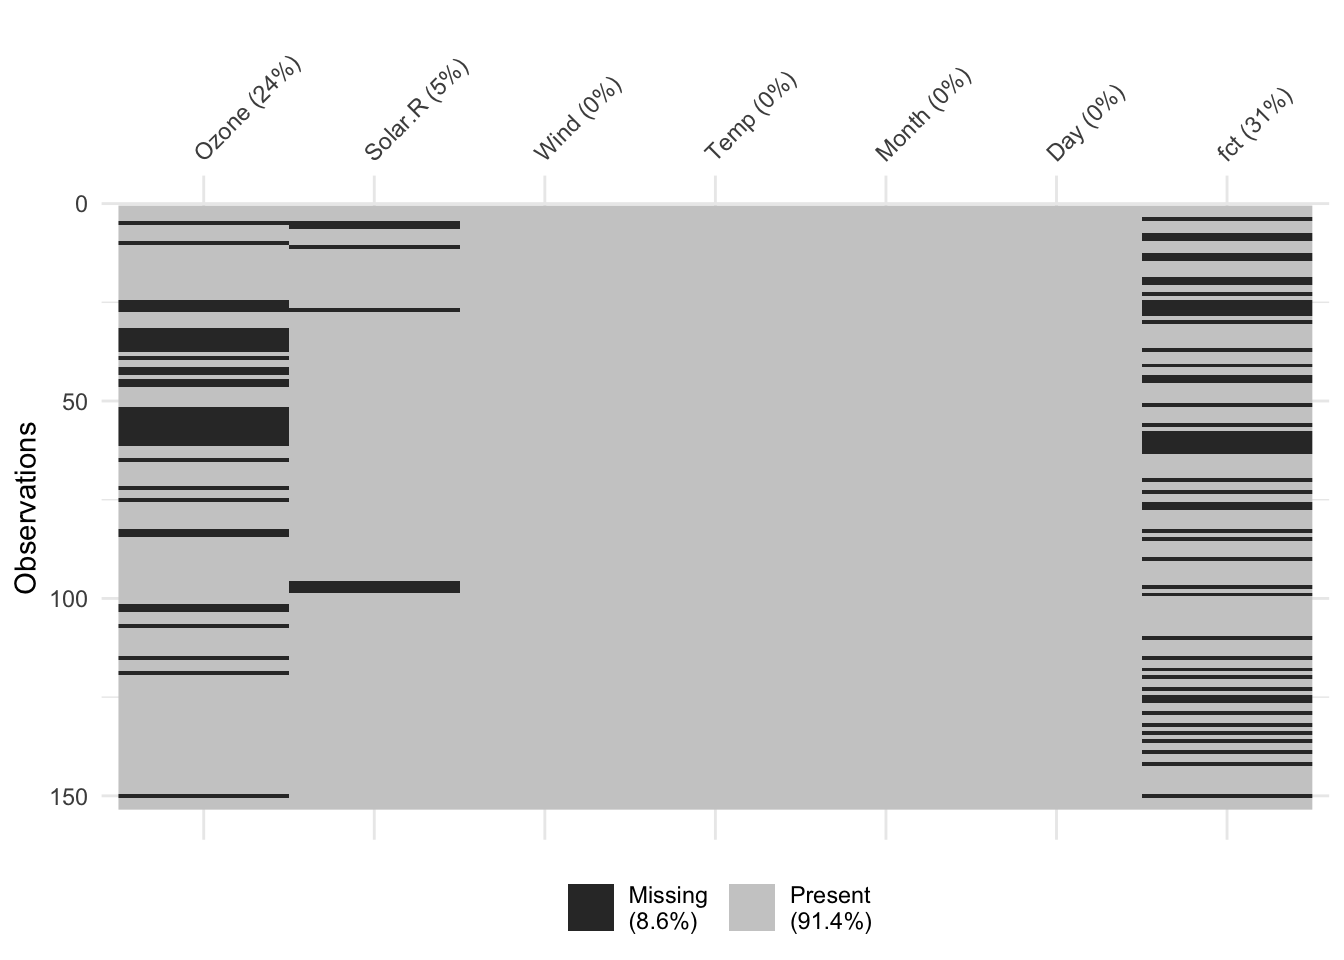 Ozone (24%)
Solar.R (5%)
Wind (0%)
Temp (0%)
Month (0%)
Day (0%)
fct (31%)
0
50
100
150
Observations
Missing
(8.6%)
Present
(91.4%)